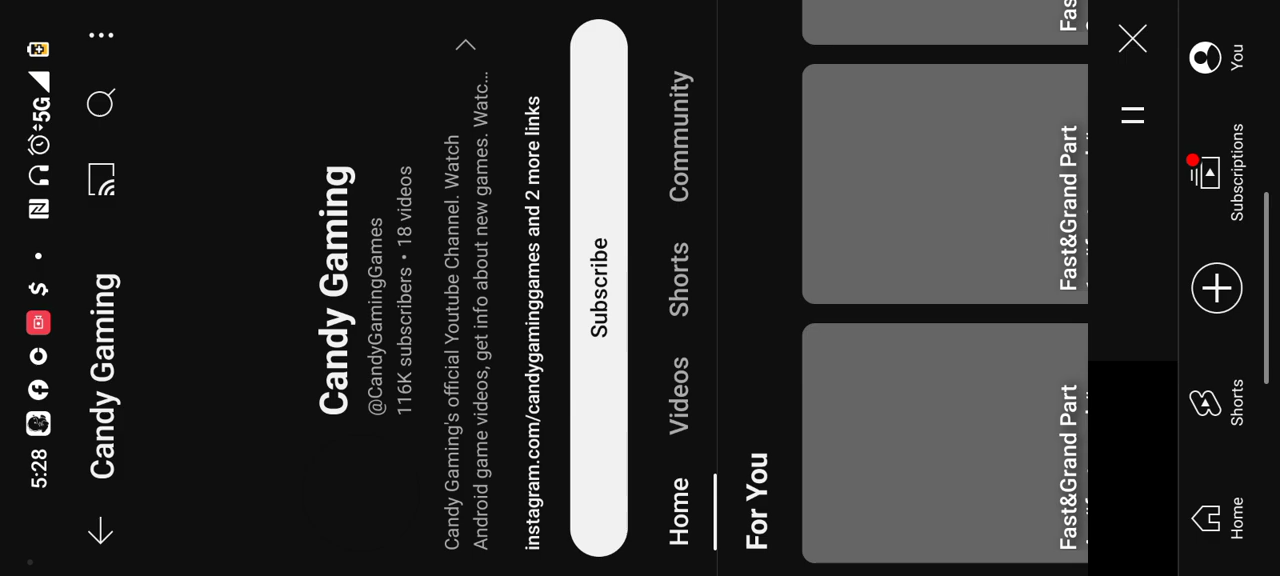 5:28
5G
Candy Gaming
Candy Gaming
@CandyGamingGames
116K subscribers • 18 videos
Candy Gaming's official Youtube Channel. Watch
Android game videos, get info about new games. Watc...
instagram.com/candygaminggames and 2 more links
Subscribe
Home Videos Shorts Community
For You
Fast&Grand Part Fast&Grand Part Fas
Home Shorts Subscriptions You